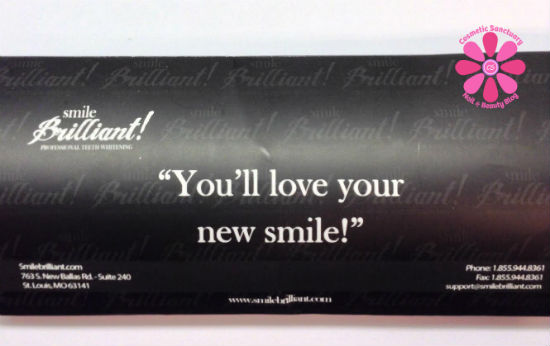 Cosmetic Sanctuary
CS
Nail & Beauty Blog
smile
Brilliant!
PROFESSIONAL TEETH WHITENING
“You’ll love your
new smile!”
Smilebrilliant.com
763 S. New Ballas Rd. - Suite 240
St. Louis, MO 63141
Phone: 1.855.944.8361
Fax: 1.855.944.8361
support@smilebrilliant.com
www.smilebrilliant.com